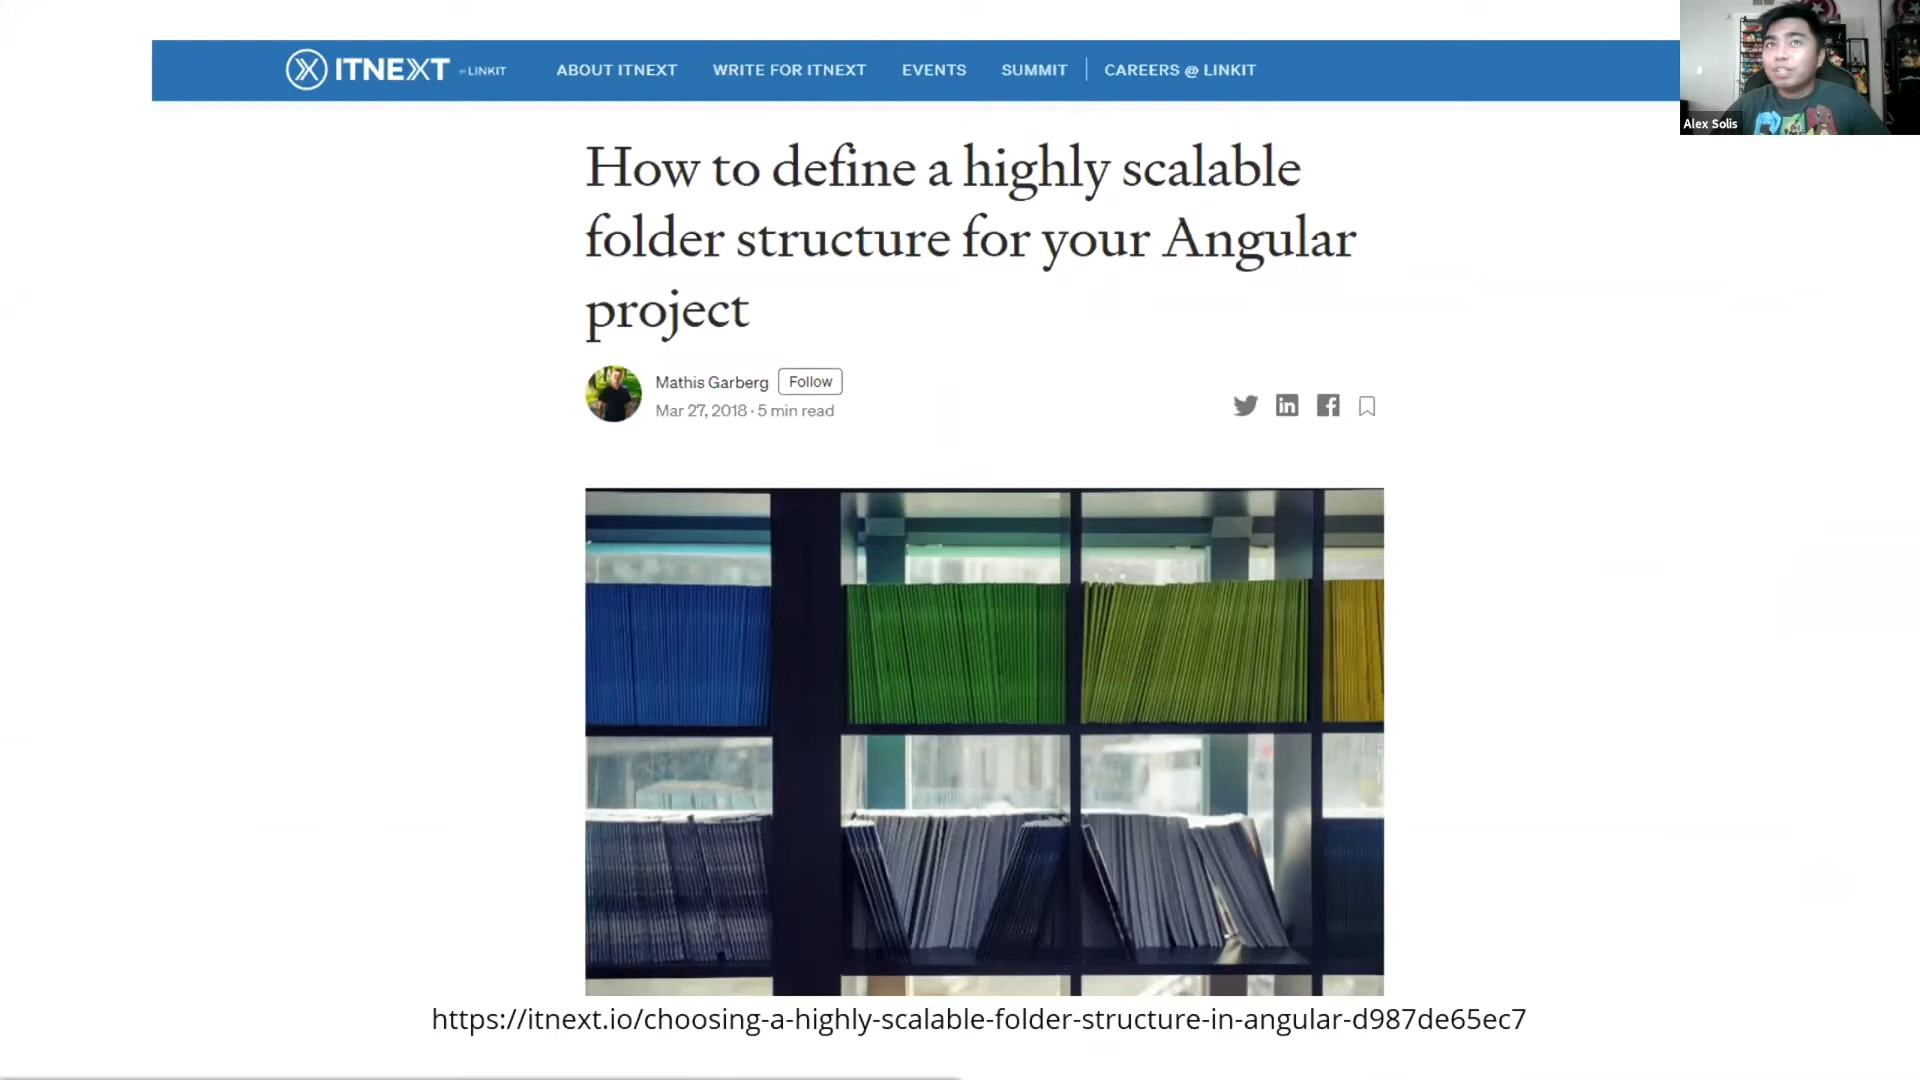 ITNEXT BY LINKIT ABOUT ITNEXT WRITE FOR ITNEXT EVENTS SUMMIT CAREERS @ LINKIT
Alex Solis
How to define a highly scalable
folder structure for your Angular
project
Mathis Garberg Follow
Mar 27, 2018 · 5 min read
https://itnext.io/choosing-a-highly-scalable-folder-structure-in-angular-d987de65ec7